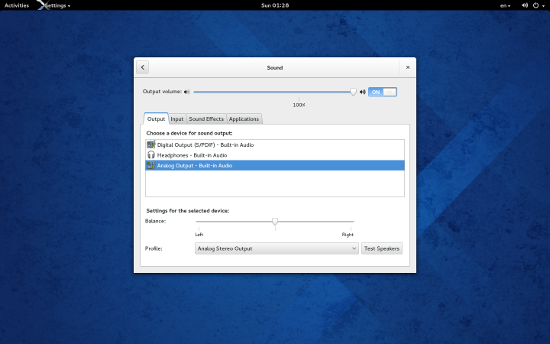 Activities Settings Sun 01:28 en
Sound
Output volume: ON
100%
Output Input Sound Effects Applications
Choose a device for sound output:
Digital Output (S/PDIF) - Built-in Audio
Headphones - Built-in Audio
Analog Output - Built-in Audio
Settings for the selected device:
Balance:
Left Right
Profile: Analog Stereo Output Test Speakers